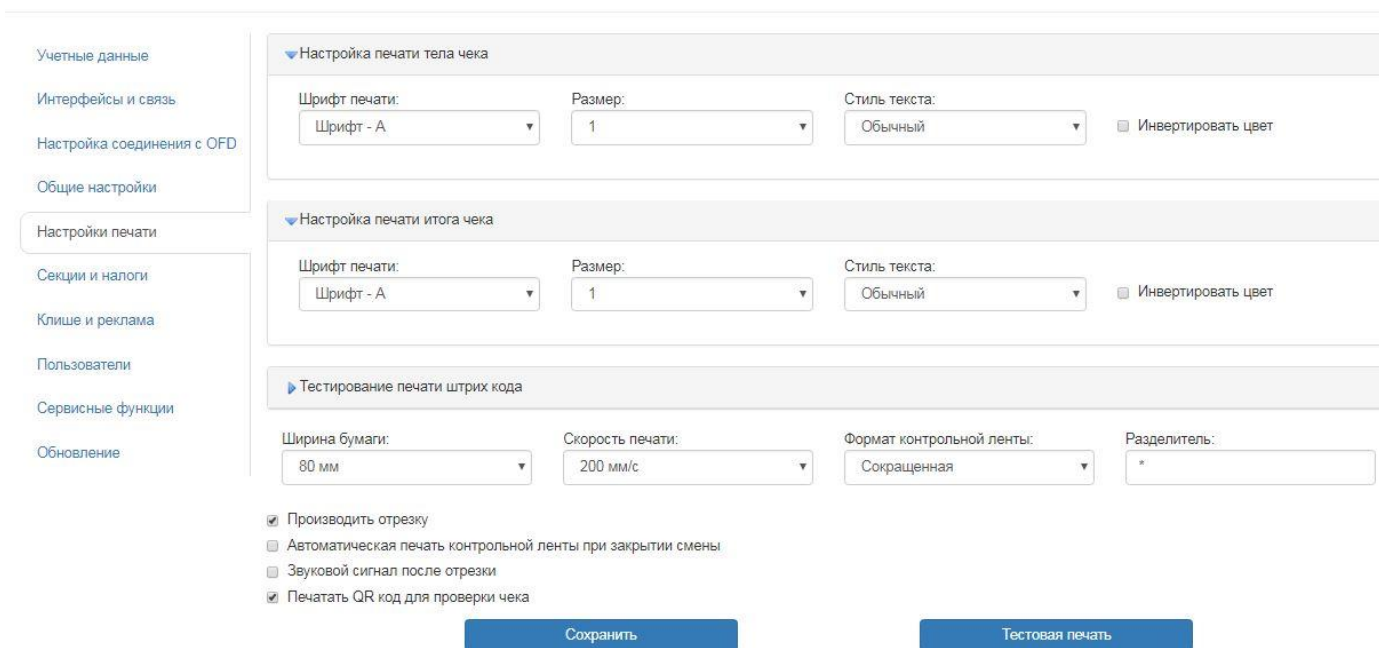 Учетные данные
Интерфейсы и связь
Настройка соединения с OFD
Общие настройки
Настройки печати
Секции и налоги
Клише и реклама
Пользователи
Сервисные функции
Обновление
Настройка печати тела чека
Шрифт печати: Размер: Стиль текста:
Шрифт - А 1 Обычный Инвертировать цвет
Настройка печати итога чека
Шрифт печати: Размер: Стиль текста:
Шрифт - А 1 Обычный Инвертировать цвет
Тестирование печати штрих кода
Ширина бумаги: Скорость печати: Формат контрольной ленты: Разделитель:
80 мм 200 мм/с Сокращенная *
Производить отрезку
Автоматическая печать контрольной ленты при закрытии смены
Звуковой сигнал после отрезки
Печатать QR код для проверки чека
Сохранить Тестовая печать